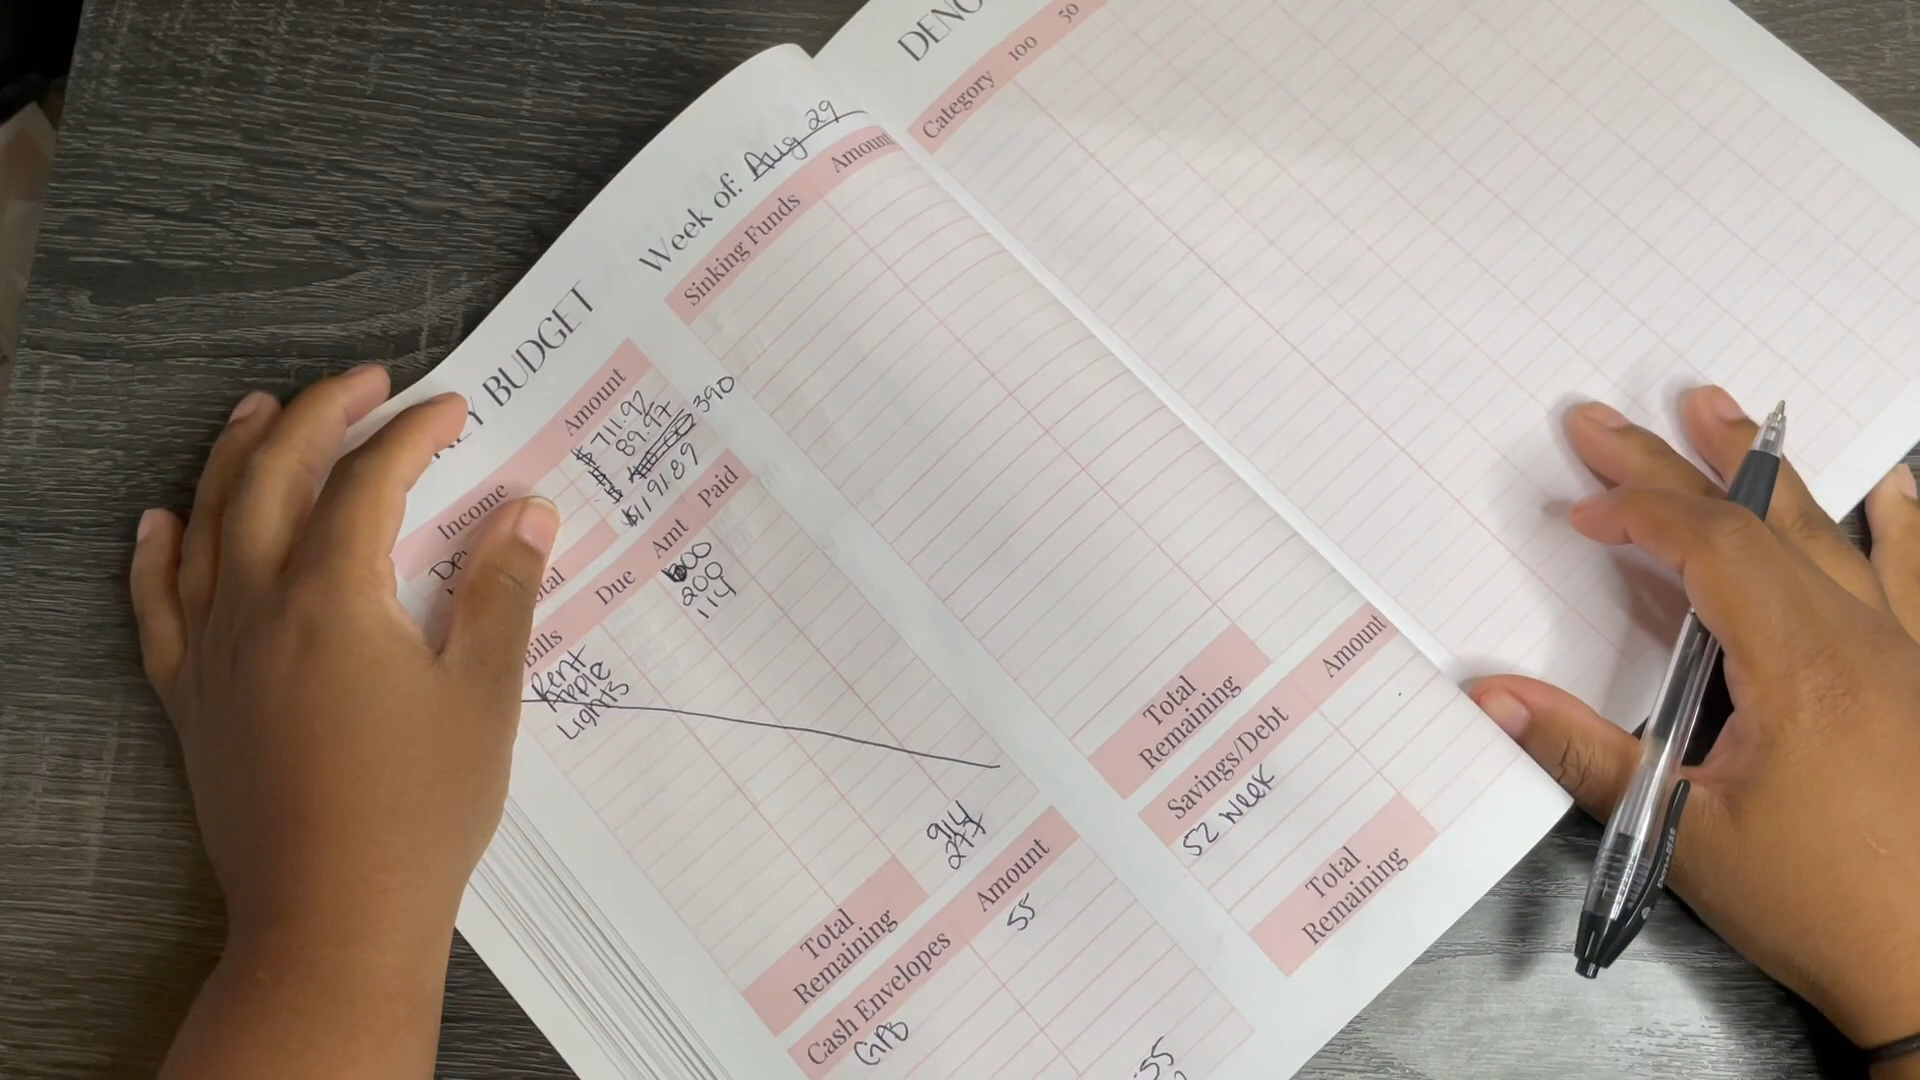 BUDGET
Week of: Aug 29
Income Amount
$ 711.92
89.97
390
$1191.89
Bills Due Amt Paid
Rent 600
Apple 200
Lights 114
Total 914
Remaining 277
Cash Envelopes Amount
GAB 55
55
Sinking Funds Amount
Total
Remaining
Savings/Debt Amount
52 week
Total
Remaining
Category 100 50